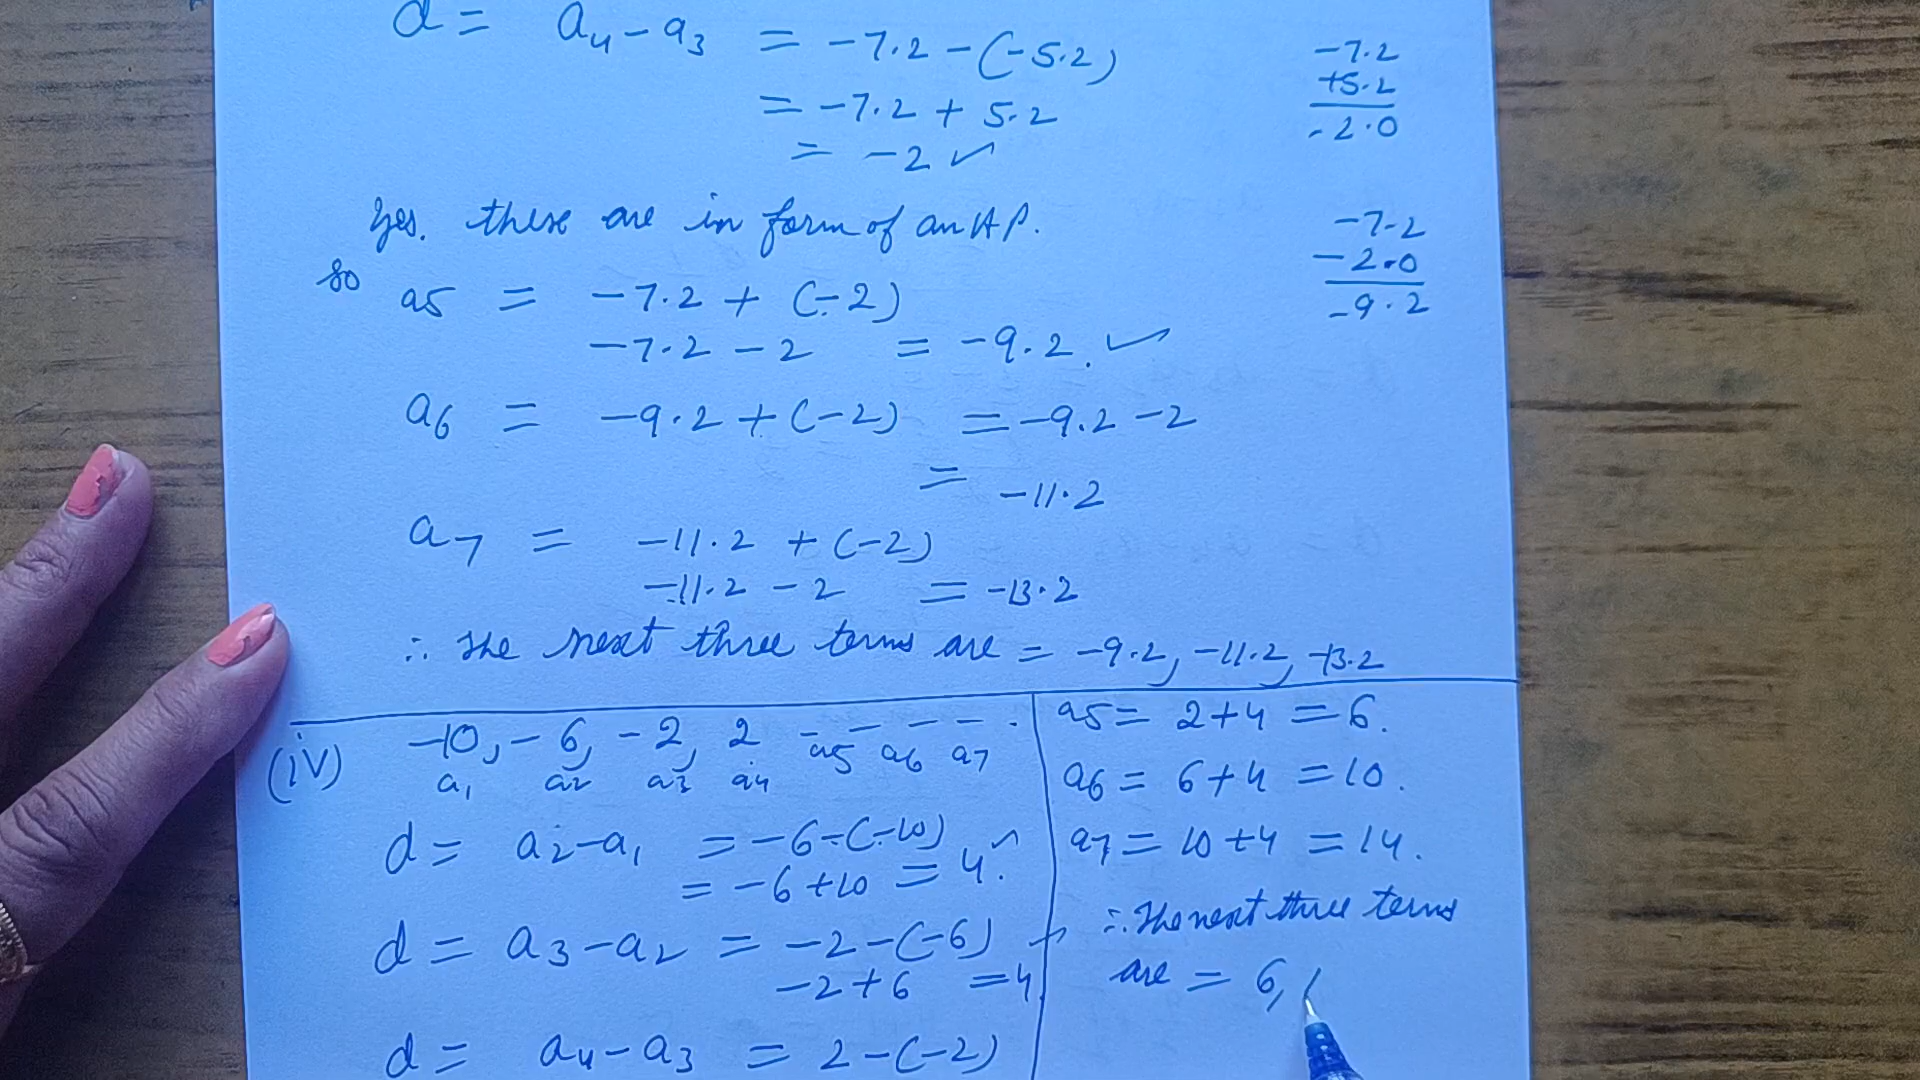 d = a4 - a3 = -7.2 - (-5.2)
= -7.2 + 5.2
= -2 ✓
-7.2
+5.2
-2.0
Yes. these are in form of an AP.
so a5 = -7.2 + (-2)
-7.2 - 2 = -9.2. ✓
-7.2
-2.0
-9.2
a6 = -9.2 + (-2) = -9.2 - 2
= -11.2
a7 = -11.2 + (-2)
-11.2 - 2 = -13.2
∴ The next three terms are = -9.2, -11.2, -13.2
(iv) -10, -6, -2, 2 - - - - .
a1 a2 a3 a4 a5 a6 a7
d = a2 - a1 = -6 - (-10)
= -6 + 10 = 4. ✓
d = a3 - a2 = -2 - (-6)
-2 + 6 = 4
d = a4 - a3 = 2 - (-2)
a5 = 2 + 4 = 6.
a6 = 6 + 4 = 10.
a7 = 10 + 4 = 14.
∴ The next three terms
are = 6,